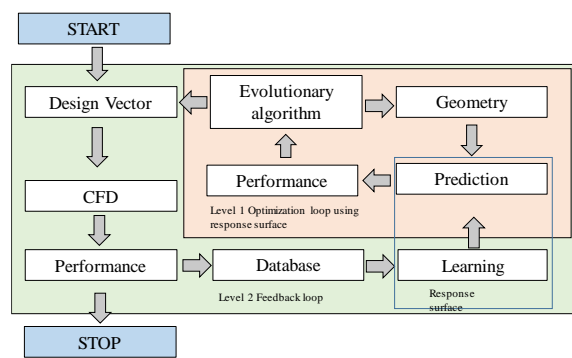 START
Design Vector
Evolutionary
algorithm
Geometry
Performance
Prediction
CFD
Level 1 Optimization loop using
response surface
Performance
Database
Learning
Level 2 Feedback loop
Response
surface
STOP